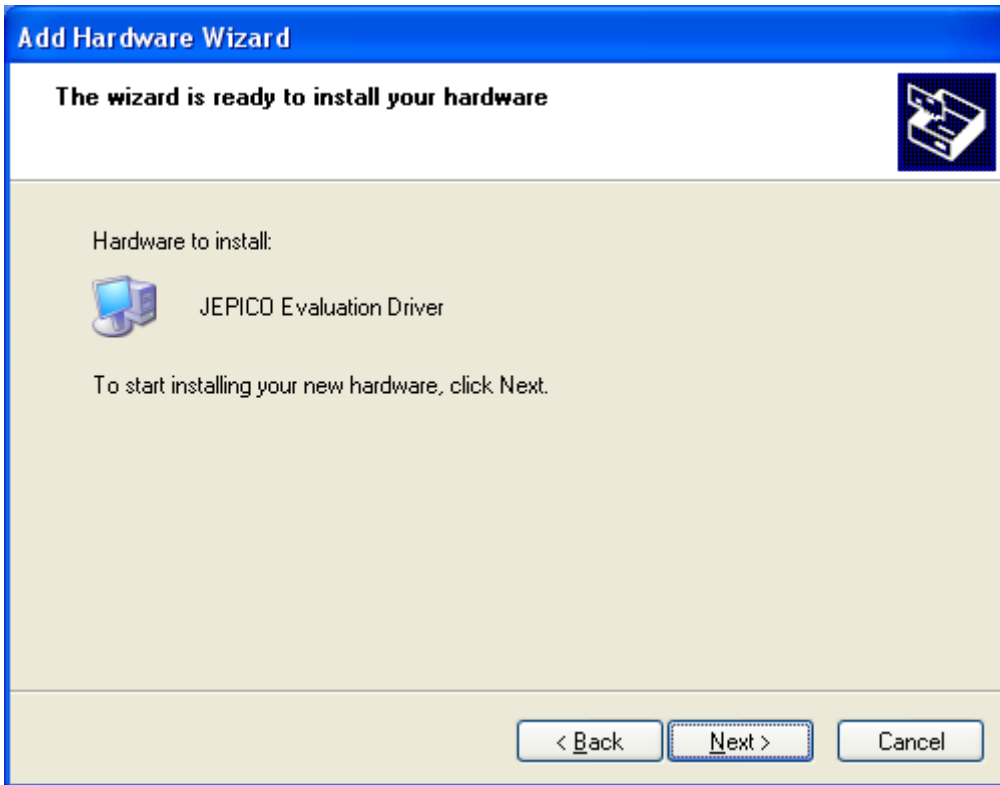 Add Hardware Wizard
The wizard is ready to install your hardware
Hardware to install:
JEPICO Evaluation Driver
To start installing your new hardware, click Next.
< Back
Next >
Cancel